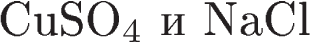 CuSO₄ и NaCl